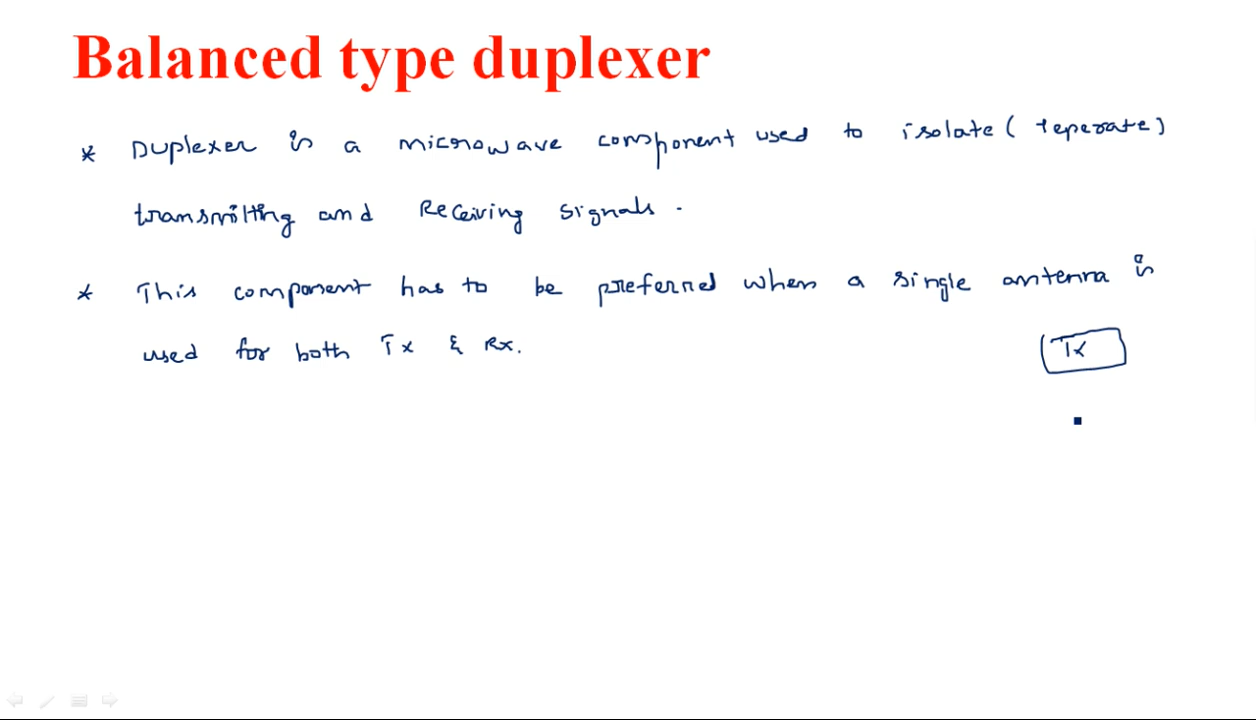 Balanced type duplexer
* Duplexer is a microwave component used to isolate ( seperate)
transmitting and Receiving signals.
* This component has to be preferred when a single antenna is
used for both Tx & Rx.
Tx